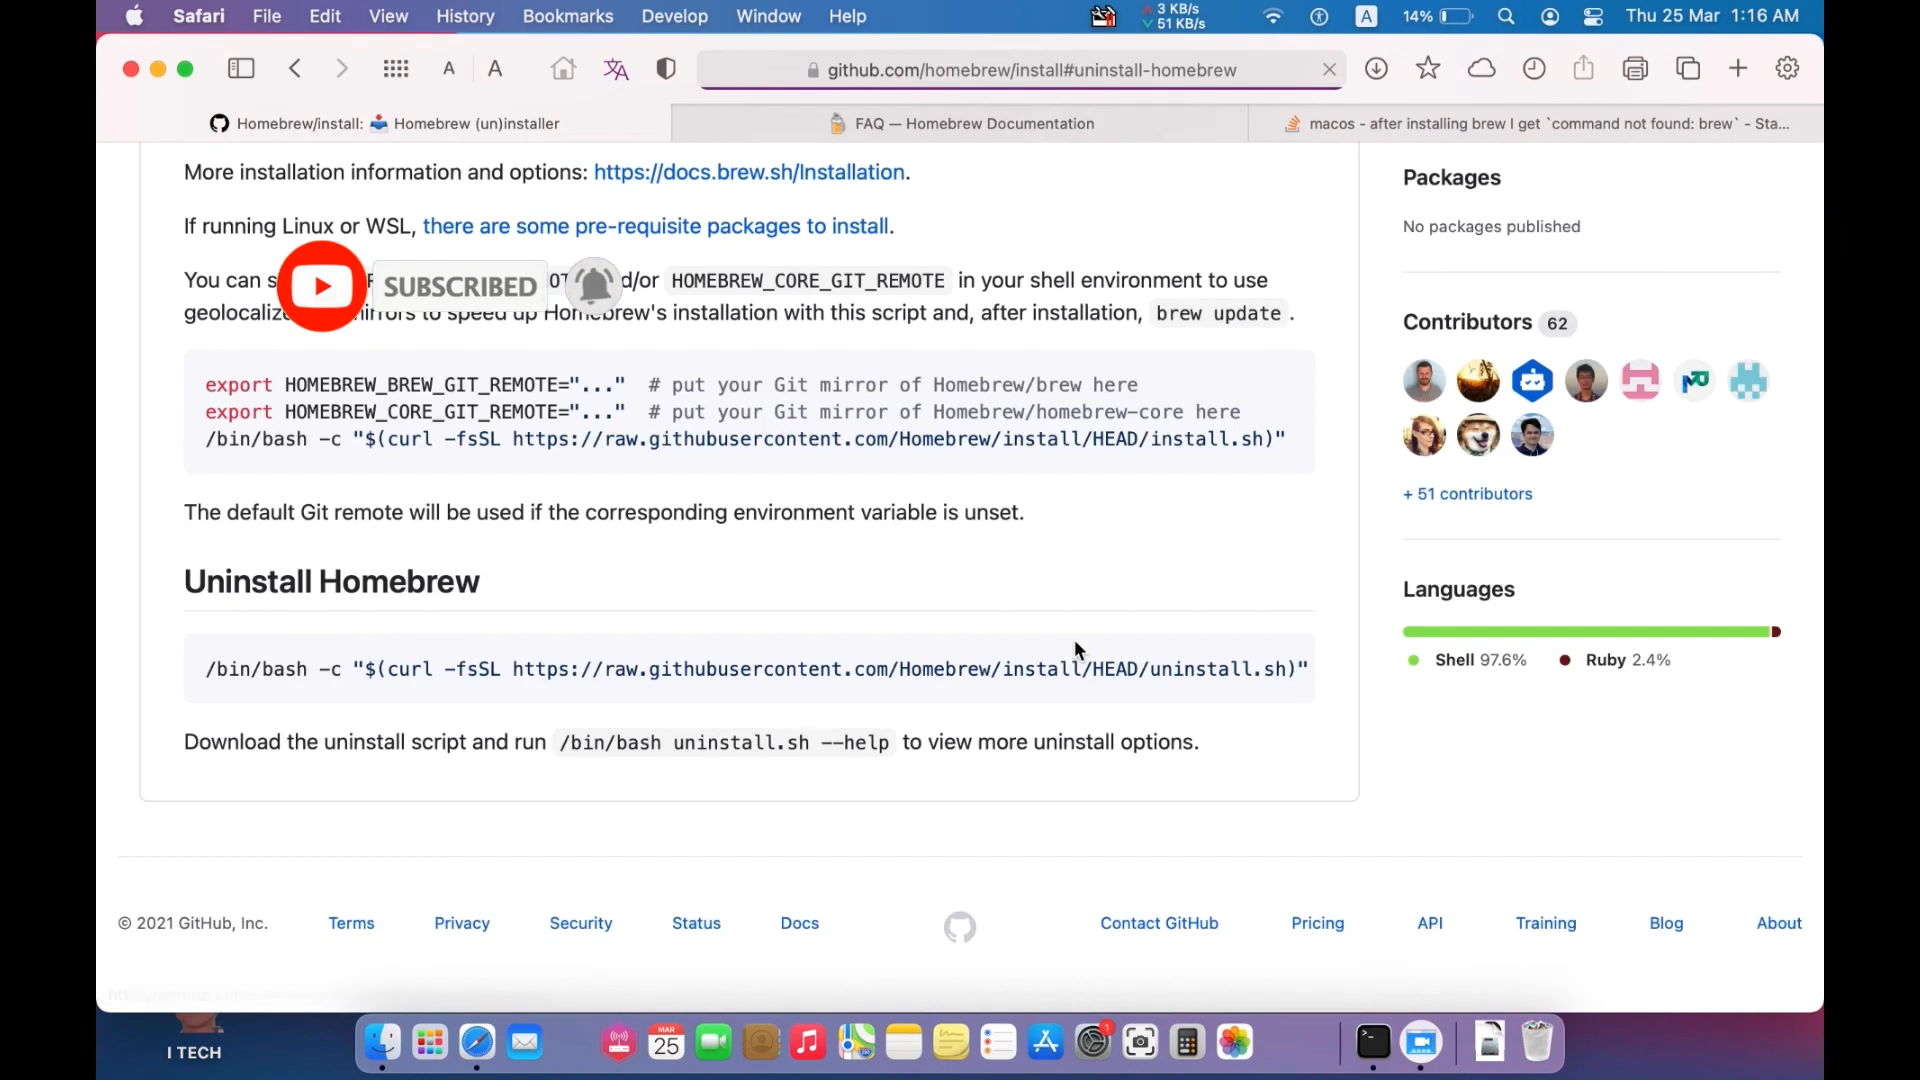 Safari File Edit View History Bookmarks Develop Window Help
3 KB/s
51 KB/s
A
14%
Thu 25 Mar 1:16 AM
A A
github.com/homebrew/install#uninstall-homebrew
Homebrew/install: Homebrew (un)installer
FAQ — Homebrew Documentation
macos - after installing brew I get `command not found: brew` - Sta...
More installation information and options: https://docs.brew.sh/Installation.
If running Linux or WSL, there are some pre-requisite packages to install.
You can d/or HOMEBREW_CORE_GIT_REMOTE in your shell environment to use
SUBSCRIBED
mirrors to speed up Homebrew's installation with this script and, after installation, brew update .
export HOMEBREW_BREW_GIT_REMOTE="..." # put your Git mirror of Homebrew/brew here
export HOMEBREW_CORE_GIT_REMOTE="..." # put your Git mirror of Homebrew/homebrew-core here
/bin/bash -c "$(curl -fsSL https://raw.githubusercontent.com/Homebrew/install/HEAD/install.sh)"
The default Git remote will be used if the corresponding environment variable is unset.
Uninstall Homebrew
/bin/bash -c "$(curl -fsSL https://raw.githubusercontent.com/Homebrew/install/HEAD/uninstall.sh)"
Download the uninstall script and run /bin/bash uninstall.sh --help to view more uninstall options.
Packages
No packages published
Contributors 62
+ 51 contributors
Languages
Shell 97.6% Ruby 2.4%
© 2021 GitHub, Inc. Terms Privacy Security Status Docs Contact GitHub Pricing API Training Blog About
I TECH
MAR
25
1